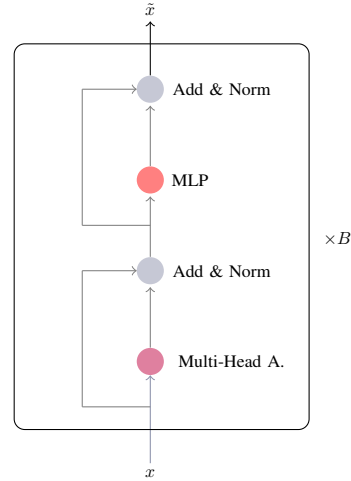 x̃
Add & Norm
MLP
Add & Norm
×B
Multi-Head A.
x